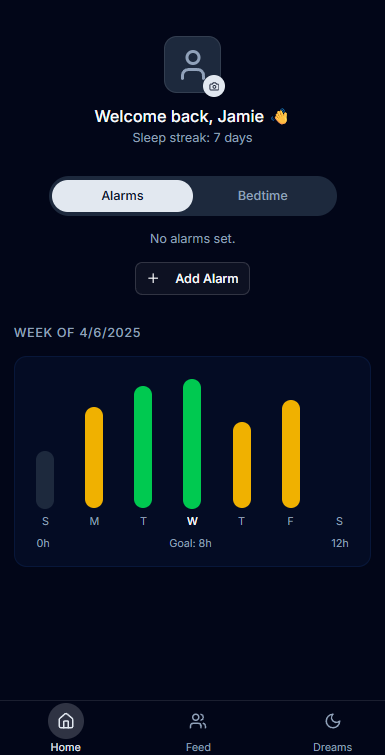 Welcome back, Jamie 👋
Sleep streak: 7 days
Alarms Bedtime
No alarms set.
+ Add Alarm
WEEK OF 4/6/2025
S M T W T F S
0h Goal: 8h 12h
Home Feed Dreams